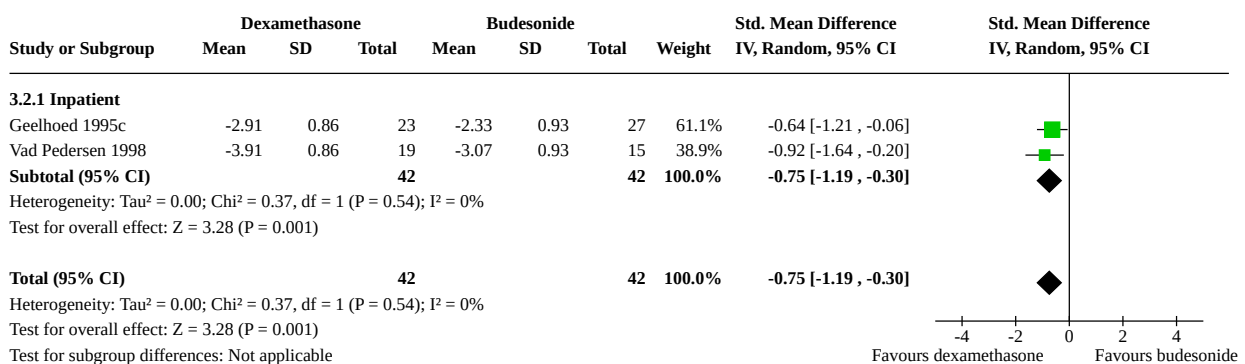 Dexamethasone Budesonide Std. Mean Difference Std. Mean Difference
Study or Subgroup Mean SD Total Mean SD Total Weight IV, Random, 95% CI IV, Random, 95% CI
3.2.1 Inpatient
Geelhoed 1995c -2.91 0.86 23 -2.33 0.93 27 61.1% -0.64 [-1.21 , -0.06]
Vad Pedersen 1998 -3.91 0.86 19 -3.07 0.93 15 38.9% -0.92 [-1.64 , -0.20]
Subtotal (95% CI) 42 42 100.0% -0.75 [-1.19 , -0.30]
Heterogeneity: Tau² = 0.00; Chi² = 0.37, df = 1 (P = 0.54); I² = 0%
Test for overall effect: Z = 3.28 (P = 0.001)
Total (95% CI) 42 42 100.0% -0.75 [-1.19 , -0.30]
Heterogeneity: Tau² = 0.00; Chi² = 0.37, df = 1 (P = 0.54); I² = 0%
Test for overall effect: Z = 3.28 (P = 0.001)
-4 -2 0 2 4
Test for subgroup differences: Not applicable Favours dexamethasone Favours budesonide